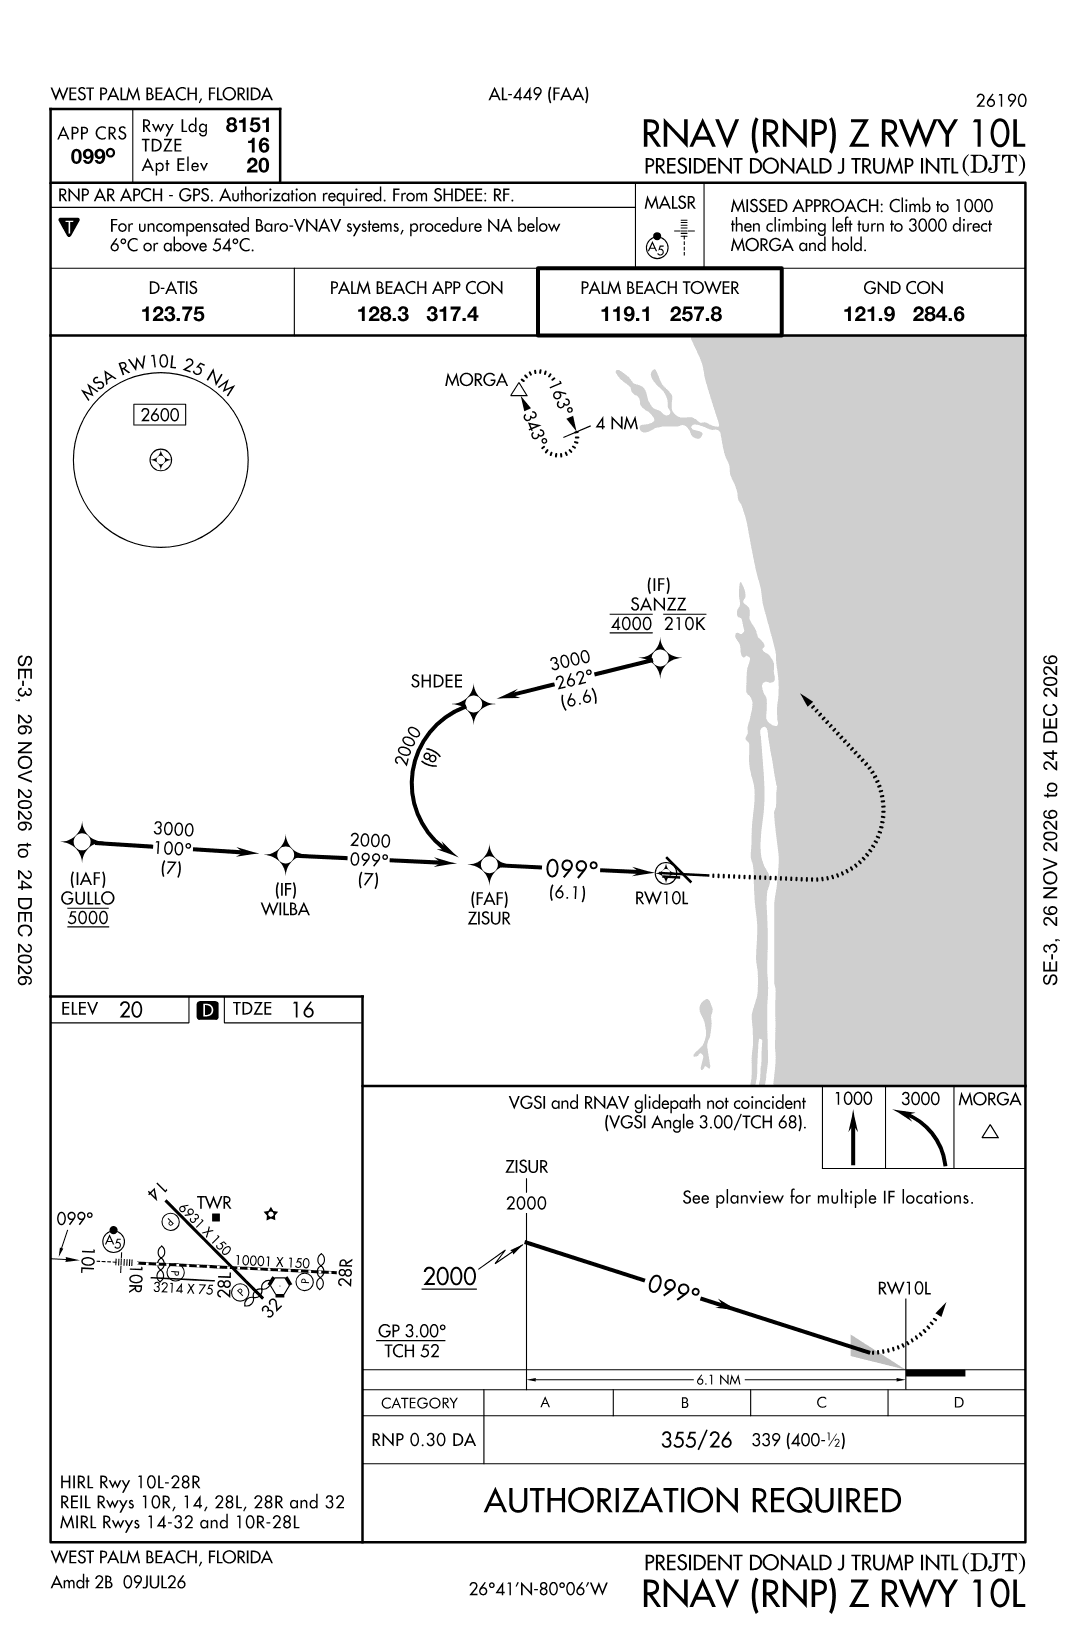 WEST PALM BEACH, FLORIDA
AL-449 (FAA)
26190
APP CRS
099°
Rwy Ldg 8151
TDZE 16
Apt Elev 20
RNAV (RNP) Z RWY 10L
PRESIDENT DONALD J TRUMP INTL (DJT)
RNP AR APCH - GPS. Authorization required. From SHDEE: RF.
T
For uncompensated Baro-VNAV systems, procedure NA below
6°C or above 54°C.
MALSR
A5
MISSED APPROACH: Climb to 1000
then climbing left turn to 3000 direct
MORGA and hold.
D-ATIS
123.75
PALM BEACH APP CON
128.3 317.4
PALM BEACH TOWER
119.1 257.8
GND CON
121.9 284.6
MSA RW10L 25 NM
2600
MORGA
163°
343°
4 NM
(IF)
SANZZ
4000 210K
3000
262°
(6.6)
SHDEE
2000
(8)
3000
100°
(7)
2000
099°
(7)
099°
(6.1)
(IAF)
GULLO
5000
(IF)
WILBA
(FAF)
ZISUR
RW10L
SE-3, 26 NOV 2026 to 24 DEC 2026
SE-3, 26 NOV 2026 to 24 DEC 2026
ELEV 20
D
TDZE 16
14
TWR
6931 X 150
P
099°
A5
10L
10R
10001 X 150
P
3214 X 75
28L
P
P
32
28R
HIRL Rwy 10L-28R
REIL Rwys 10R, 14, 28L, 28R and 32
MIRL Rwys 14-32 and 10R-28L
VGSI and RNAV glidepath not coincident
(VGSI Angle 3.00/TCH 68).
1000
3000
MORGA
ZISUR
2000
See planview for multiple IF locations.
2000
099°
RW10L
GP 3.00°
TCH 52
6.1 NM
CATEGORY A B C D
RNP 0.30 DA 355/26 339 (400-½)
AUTHORIZATION REQUIRED
WEST PALM BEACH, FLORIDA
Amdt 2B 09JUL26
26°41'N-80°06'W
PRESIDENT DONALD J TRUMP INTL (DJT)
RNAV (RNP) Z RWY 10L